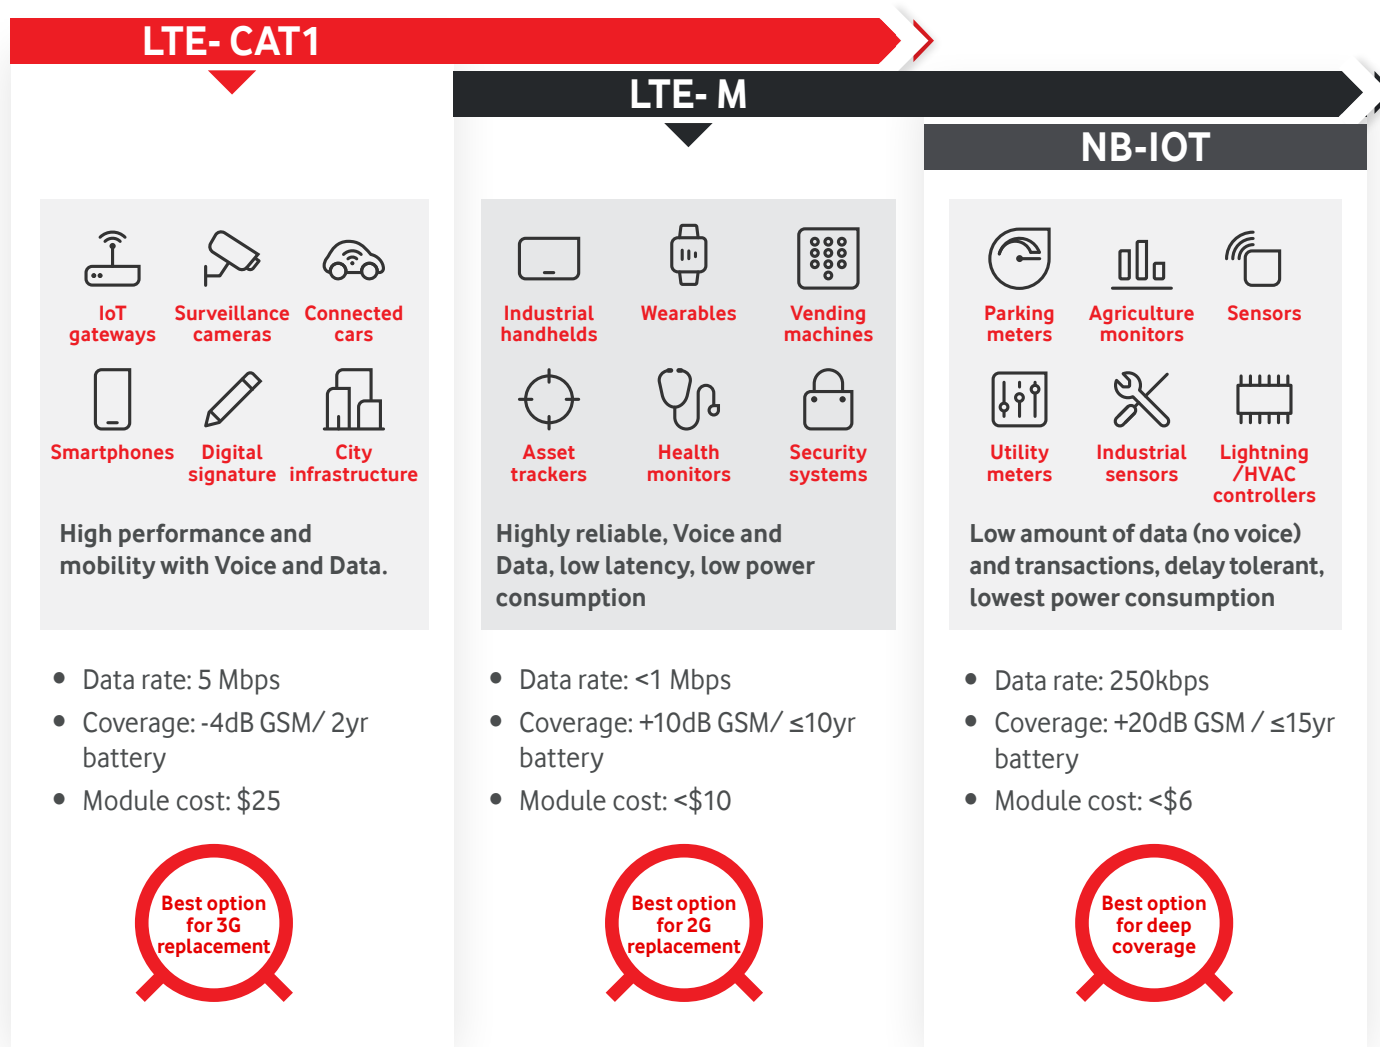 LTE- CAT1
LTE- M
NB-IOT
IoT
gateways
Surveillance
cameras
Connected
cars
Smartphones
Digital
signature
City
infrastructure
High performance and
mobility with Voice and Data.
• Data rate: 5 Mbps
• Coverage: -4dB GSM/ 2yr
battery
• Module cost: $25
Best option
for 3G
replacement
Industrial
handhelds
Wearables
Vending
machines
Asset
trackers
Health
monitors
Security
systems
Highly reliable, Voice and
Data, low latency, low power
consumption
• Data rate: <1 Mbps
• Coverage: +10dB GSM/ ≤10yr
battery
• Module cost: <$10
Best option
for 2G
replacement
Parking
meters
Agriculture
monitors
Sensors
Utility
meters
Industrial
sensors
Lightning
/HVAC
controllers
Low amount of data (no voice)
and transactions, delay tolerant,
lowest power consumption
• Data rate: 250kbps
• Coverage: +20dB GSM / ≤15yr
battery
• Module cost: <$6
Best option
for deep
coverage